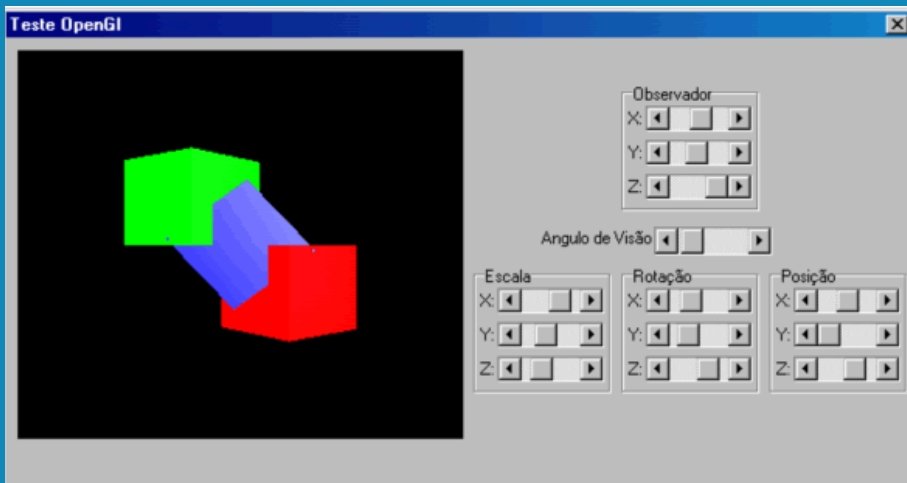 Teste OpenGl
Observador
X:
Y:
Z:
Angulo de Visão
Escala
X:
Y:
Z:
Rotação
X:
Y:
Z:
Posição
X:
Y:
Z: